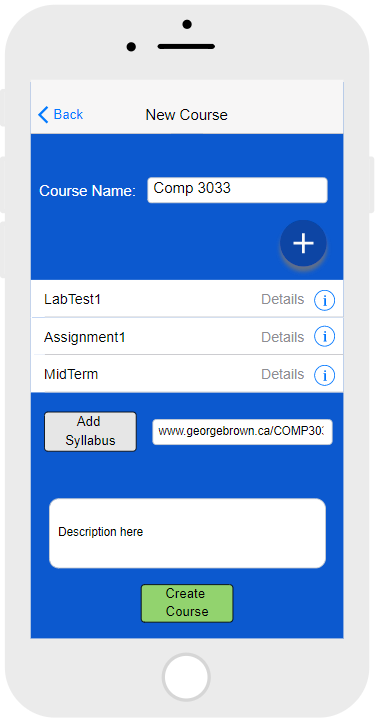 Back
New Course
Course Name:
Comp 3033
+
LabTest1
Details
i
Assignment1
Details
i
MidTerm
Details
i
Add
Syllabus
www.georgebrown.ca/COMP30
Description here
Create
Course